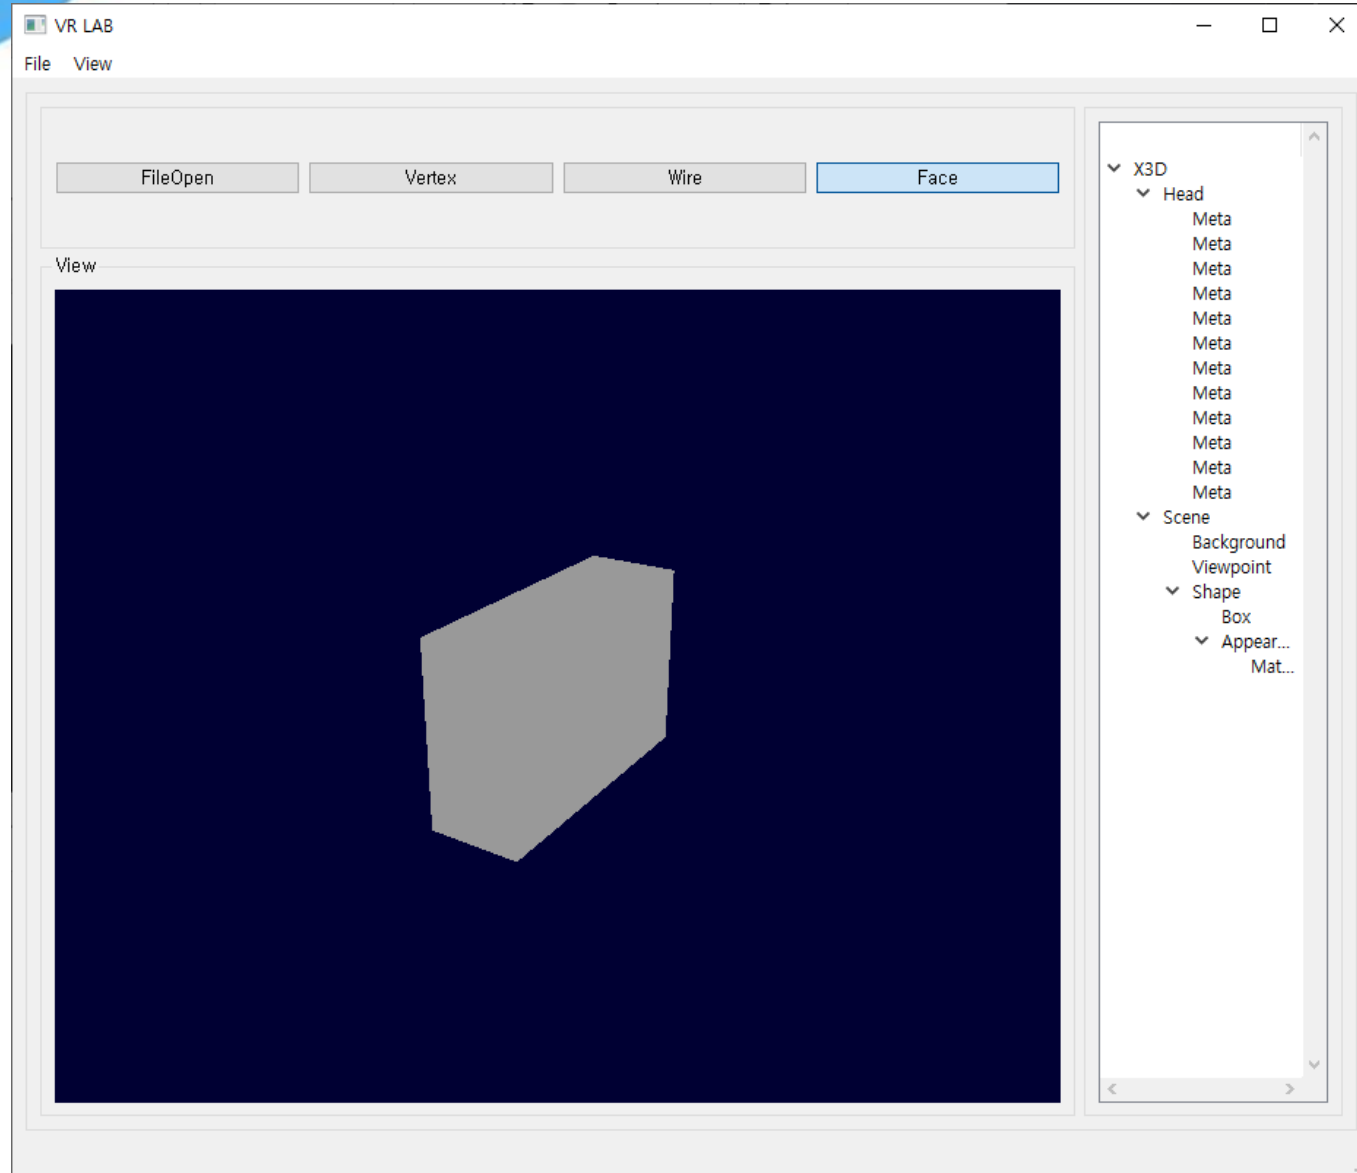 VR LAB
File View
FileOpen Vertex Wire Face
View
X3D
Head
Meta
Meta
Meta
Meta
Meta
Meta
Meta
Meta
Meta
Meta
Meta
Meta
Scene
Background
Viewpoint
Shape
Box
Appear...
Mat...